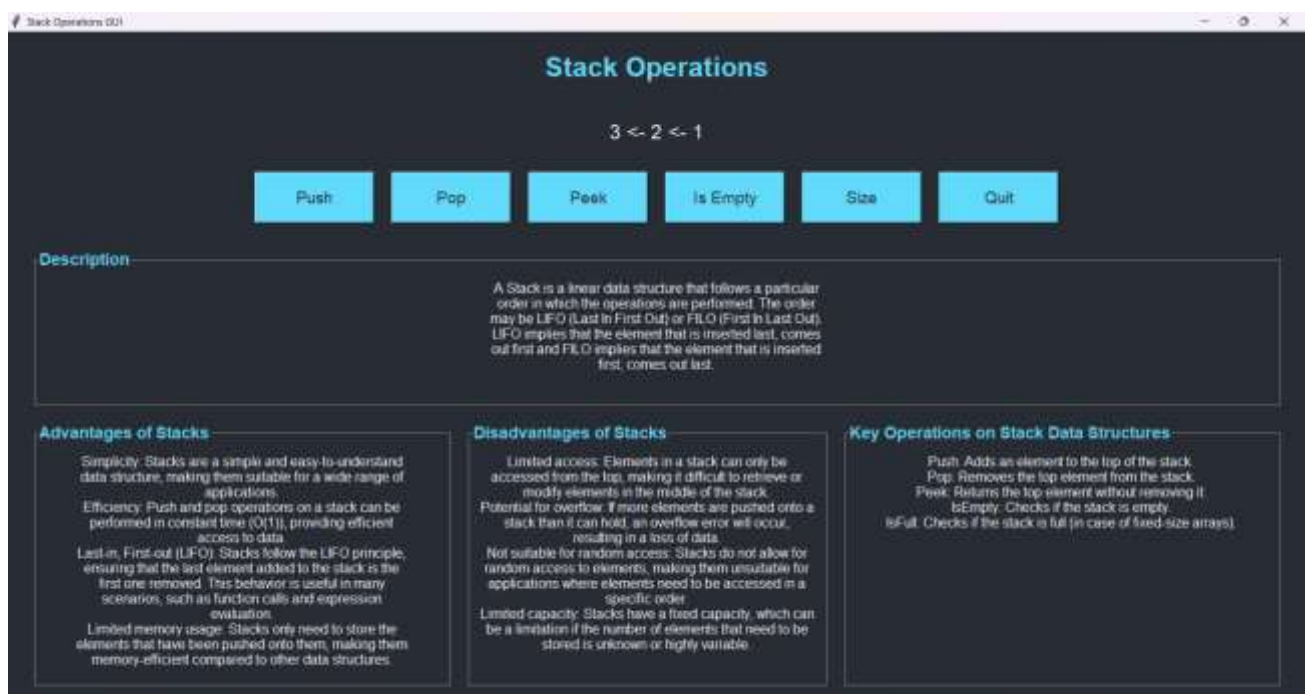 Stack Operations GUI
Stack Operations
3 <- 2 <- 1
Push
Pop
Peek
Is Empty
Size
Quit
Description
A Stack is a linear data structure that follows a particular
order in which the operations are performed. The order
may be LIFO (Last In First Out) or FILO (First In Last Out).
LIFO implies that the element that is inserted last, comes
out first and FILO implies that the element that is inserted
first, comes out last.
Advantages of Stacks
Simplicity: Stacks are a simple and easy-to-understand
data structure, making them suitable for a wide range of
applications.
Efficiency: Push and pop operations on a stack can be
performed in constant time (O(1)), providing efficient
access to data.
Last-in, First-out (LIFO): Stacks follow the LIFO principle,
ensuring that the last element added to the stack is the
first one removed. This behavior is useful in many
scenarios, such as function calls and expression
evaluation.
Limited memory usage: Stacks only need to store the
elements that have been pushed onto them, making them
memory-efficient compared to other data structures.
Disadvantages of Stacks
Limited access: Elements in a stack can only be
accessed from the top, making it difficult to retrieve or
modify elements in the middle of the stack.
Potential for overflow: If more elements are pushed onto a
stack than it can hold, an overflow error will occur,
resulting in a loss of data.
Not suitable for random access: Stacks do not allow for
random access to elements, making them unsuitable for
applications where elements need to be accessed in a
specific order.
Limited capacity: Stacks have a fixed capacity, which can
be a limitation if the number of elements that need to be
stored is unknown or highly variable.
Key Operations on Stack Data Structures
Push: Adds an element to the top of the stack.
Pop: Removes the top element from the stack.
Peek: Returns the top element without removing it.
IsEmpty: Checks if the stack is empty.
IsFull: Checks if the stack is full (in case of fixed-size arrays).